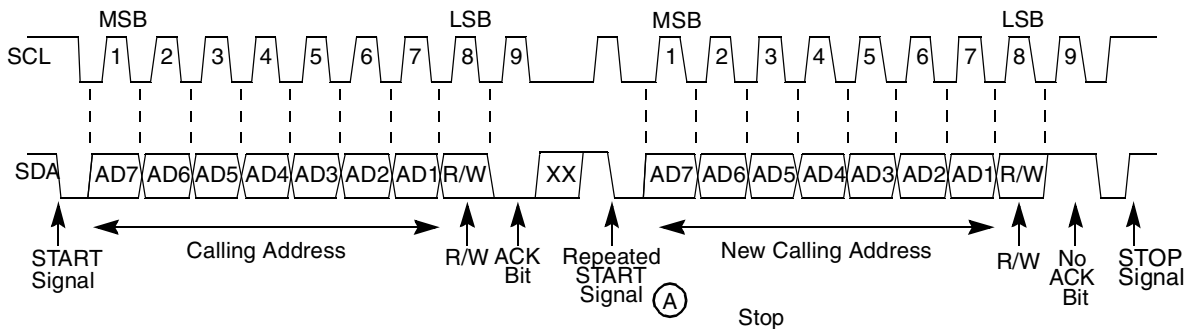 MSB LSB MSB LSB
SCL 1 2 3 4 5 6 7 8 9 1 2 3 4 5 6 7 8 9
SDA AD7 AD6 AD5 AD4 AD3 AD2 AD1 R/W XX AD7 AD6 AD5 AD4 AD3 AD2 AD1 R/W
START
Signal
Calling Address
R/W
ACK
Bit
Repeated
START
Signal
A
New Calling Address
R/W
No
ACK
Bit
STOP
Signal
Stop